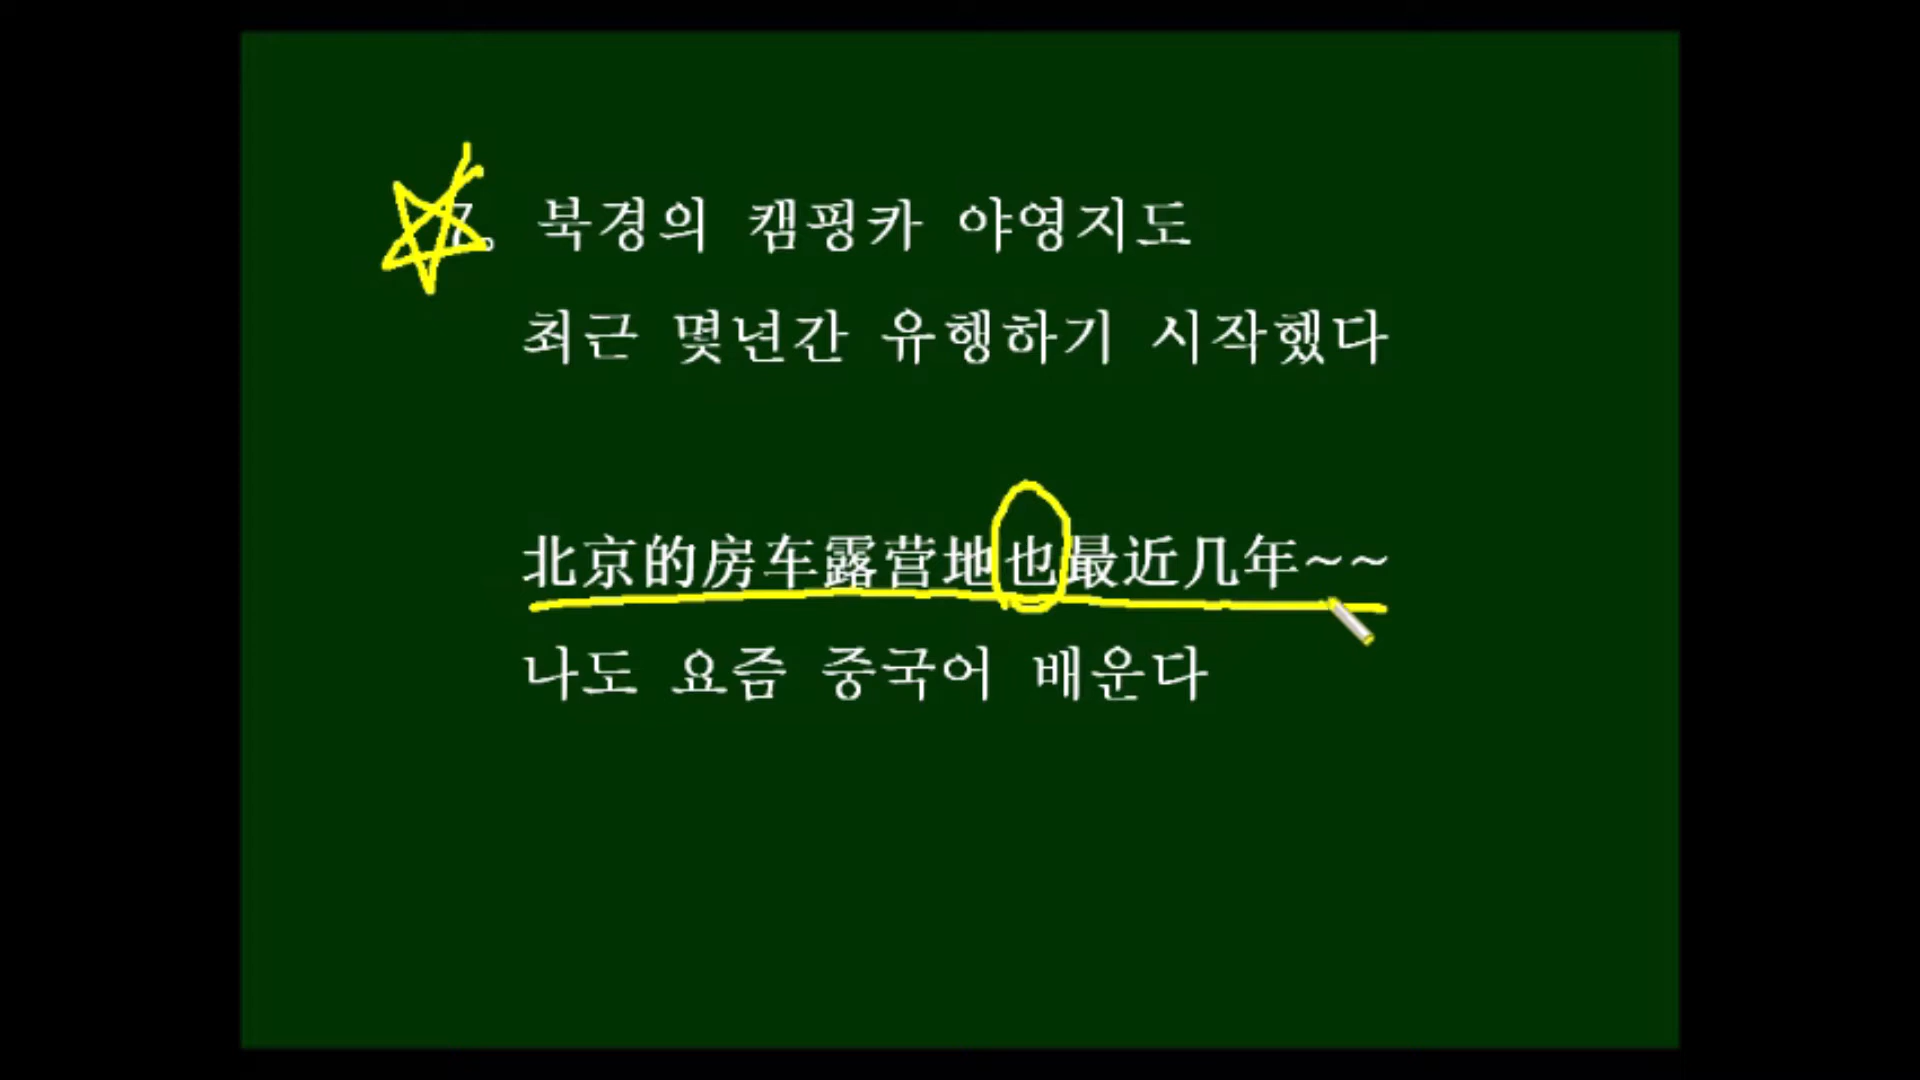 7。 북경의 캠핑카 야영지도
최근 몇년간 유행하기 시작했다
北京的房车露营地也最近几年~~
나도 요즘 중국어 배운다